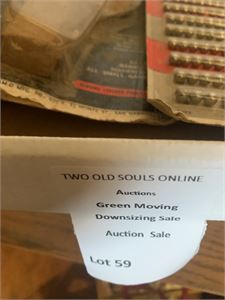 TWO OLD SOULS ONLINE
Auctions
Green Moving
Downsizing Sale
Auction Sale
Lot 59